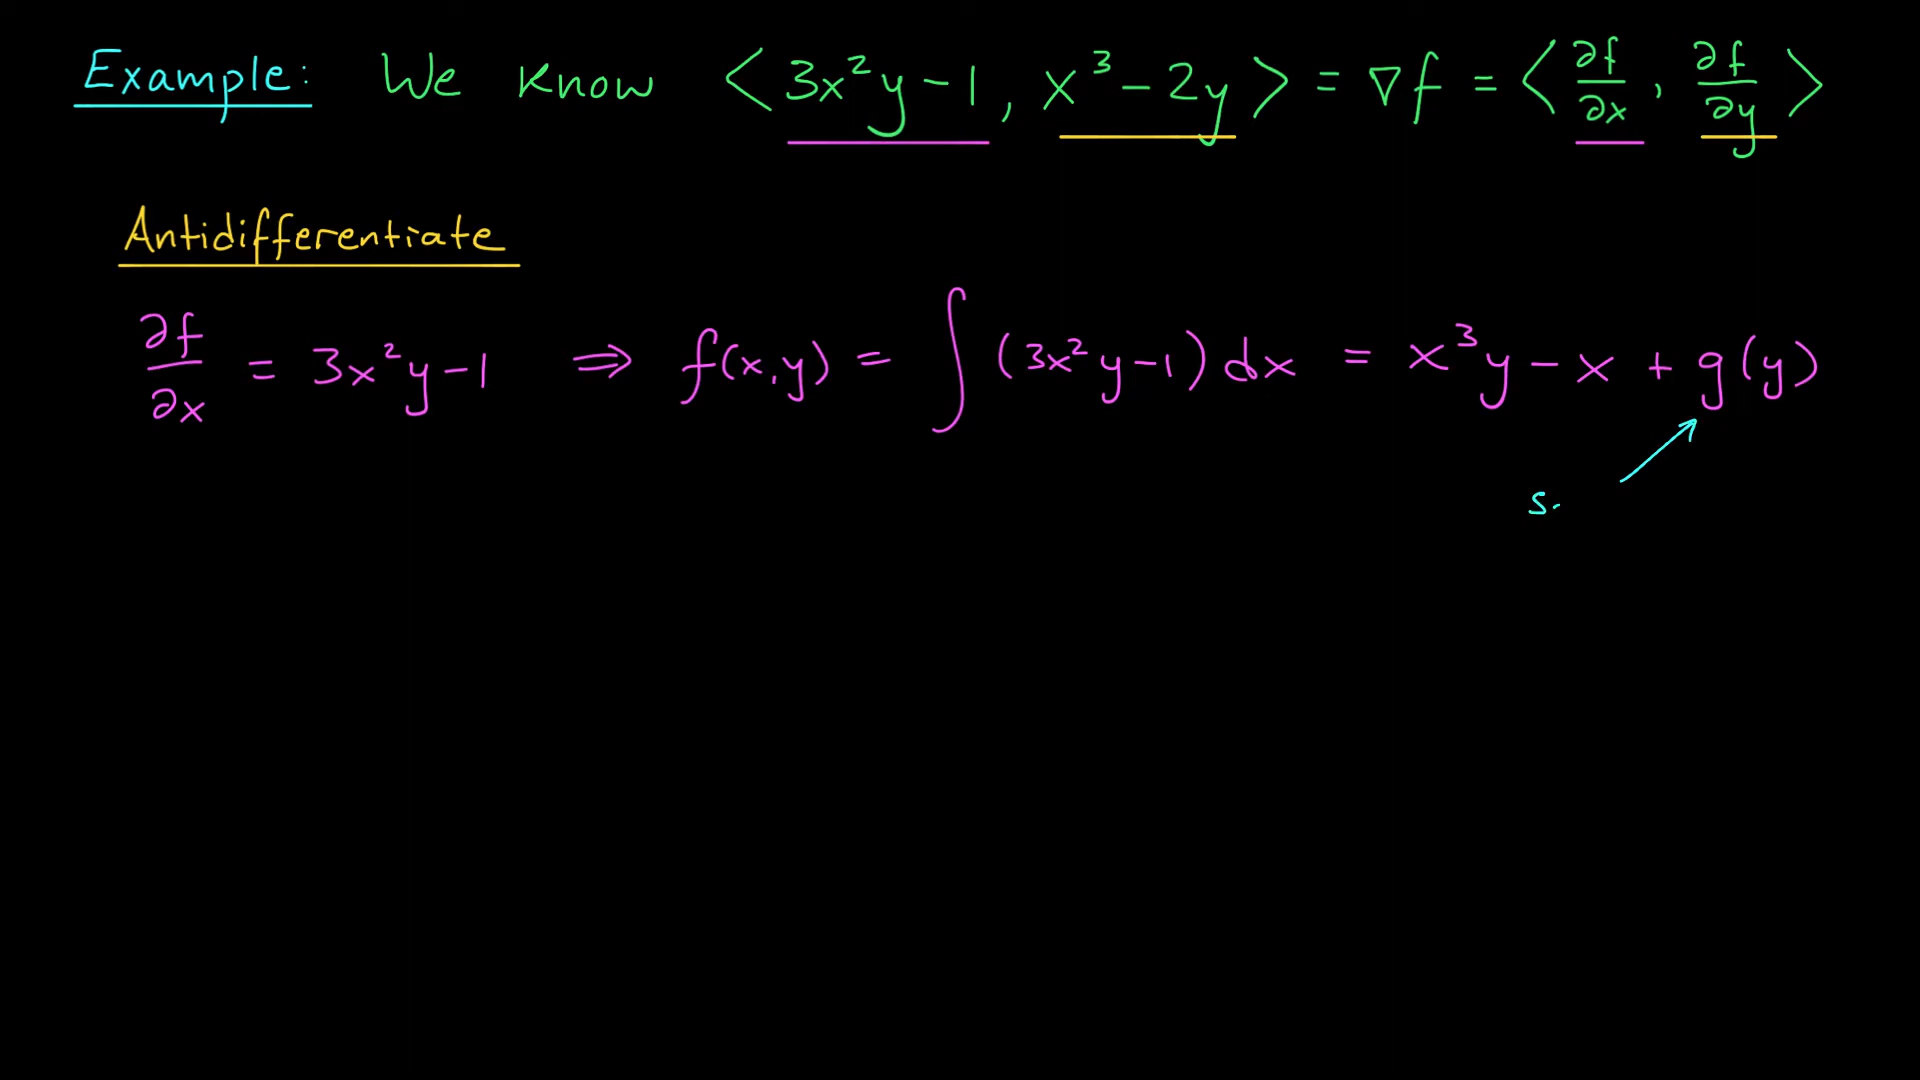 Example: We know <3x²y-1, x³-2y> = ∇f = <∂f/∂x, ∂f/∂y>
Antidifferentiate
∂f/∂x = 3x²y-1 ⇒ f(x,y) = ∫(3x²y-1)dx = x³y - x + g(y)
s